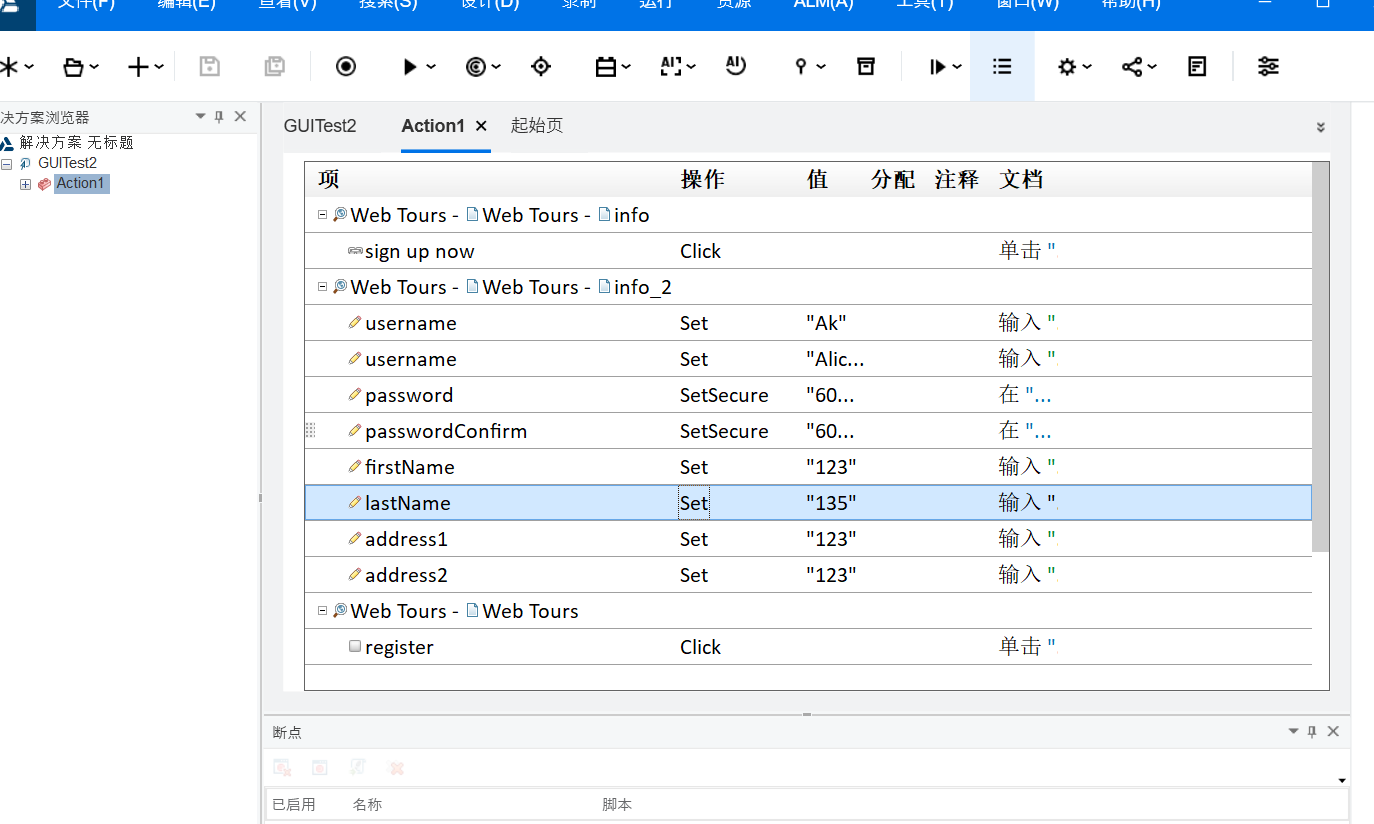 文件(F) 编辑(E) 查看(V) 搜索(S) 设计(D) 录制 运行 资源 ALM(A) 工具(T) 窗口(W) 帮助(H)
AI AI
决方案浏览器
解决方案 无标题
GUITest2
Action1
GUITest2 Action1 起始页
项 操作 值 分配 注释 文档
Web Tours - Web Tours - info
sign up now Click 单击 "
Web Tours - Web Tours - info_2
username Set "Ak" 输入 "
username Set "Alic... 输入 "
password SetSecure "60... 在 "...
passwordConfirm SetSecure "60... 在 "...
firstName Set "123" 输入 "
lastName Set "135" 输入 "
address1 Set "123" 输入 "
address2 Set "123" 输入 "
Web Tours - Web Tours
register Click 单击 "
断点
已启用 名称 脚本